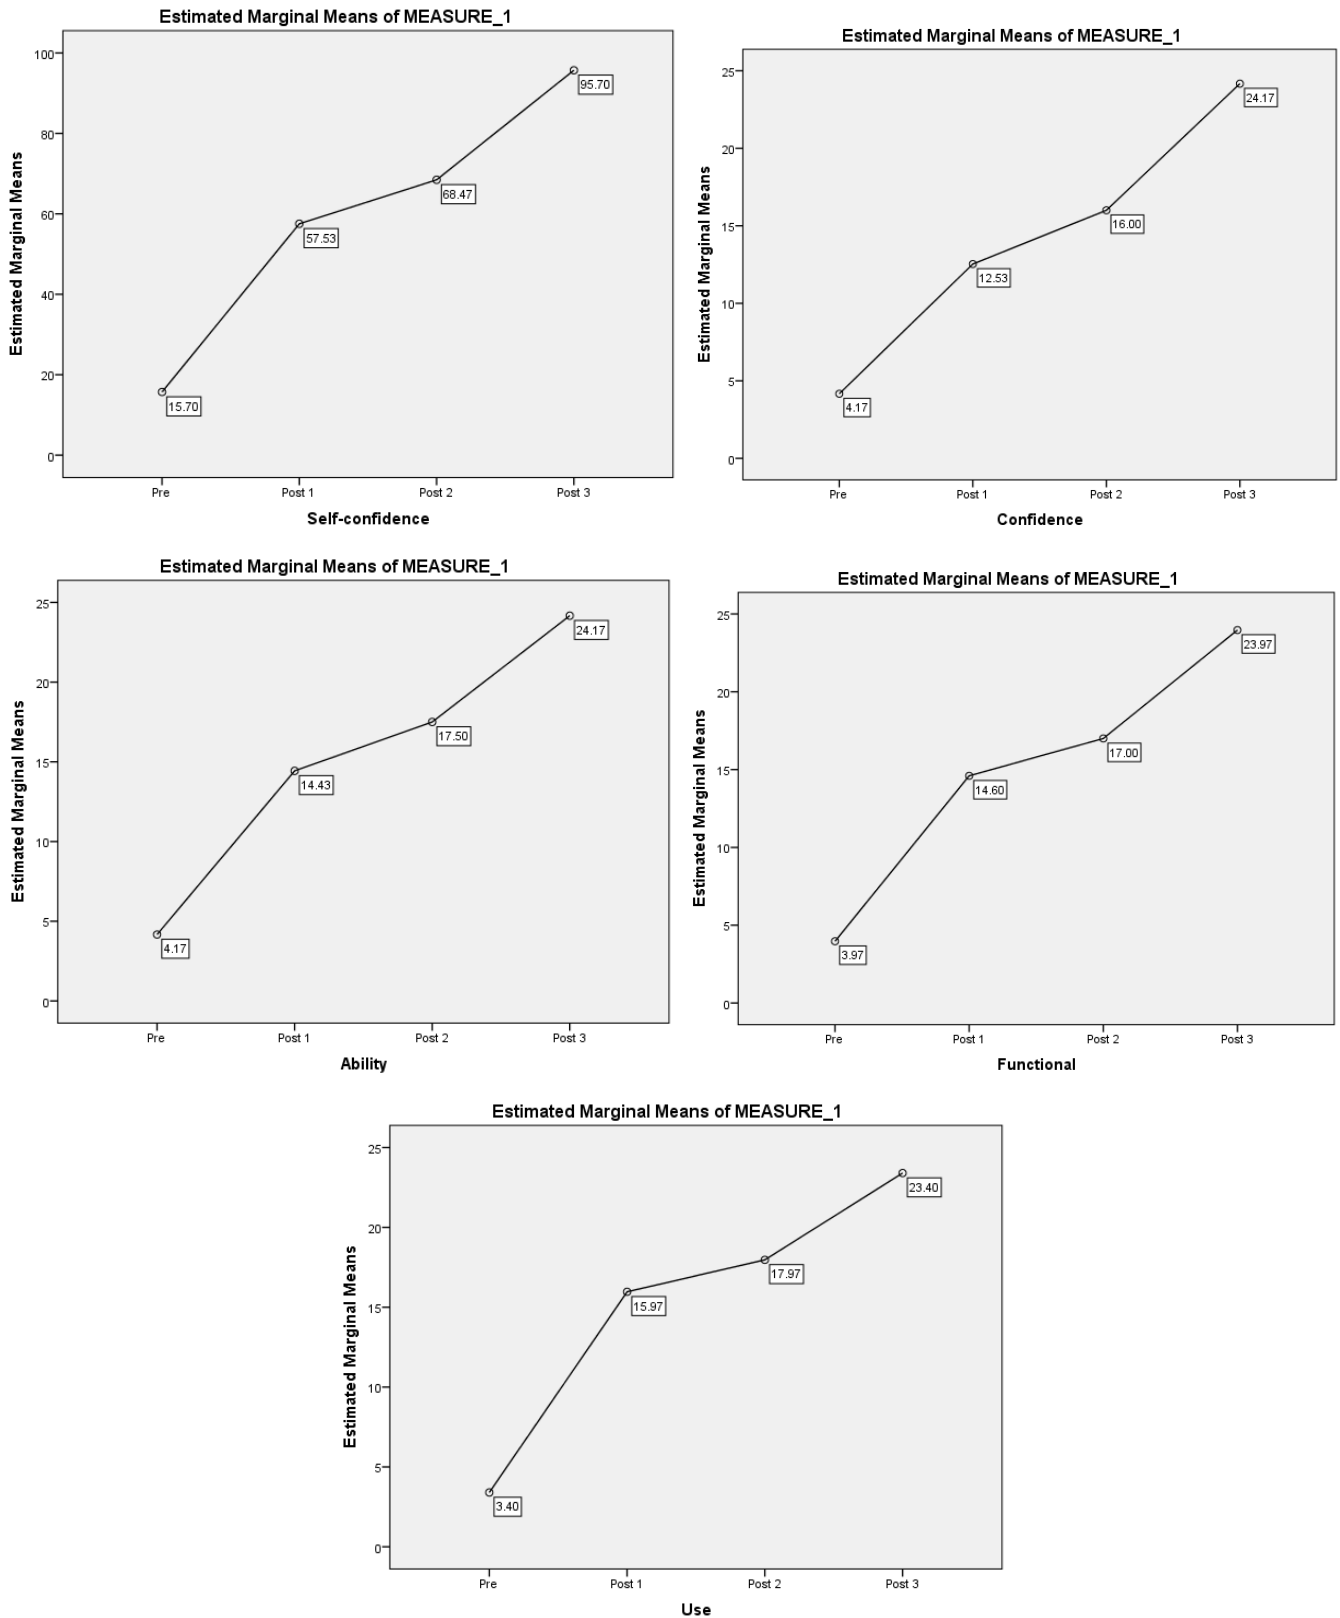 Estimated Marginal Means of MEASURE_1
Estimated Marginal Means
100
80
60
40
20
0
95.70
68.47
57.53
15.70
Pre
Post 1
Post 2
Post 3
Self-confidence
Estimated Marginal Means of MEASURE_1
Estimated Marginal Means
25
20
15
10
5
0
24.17
16.00
12.53
4.17
Pre
Post 1
Post 2
Post 3
Confidence
Estimated Marginal Means of MEASURE_1
Estimated Marginal Means
25
20
15
10
5
0
24.17
17.50
14.43
4.17
Pre
Post 1
Post 2
Post 3
Ability
Estimated Marginal Means of MEASURE_1
Estimated Marginal Means
25
20
15
10
5
0
23.97
17.00
14.60
3.97
Pre
Post 1
Post 2
Post 3
Functional
Estimated Marginal Means of MEASURE_1
Estimated Marginal Means
25
20
15
10
5
0
23.40
17.97
15.97
3.40
Pre
Post 1
Post 2
Post 3
Use